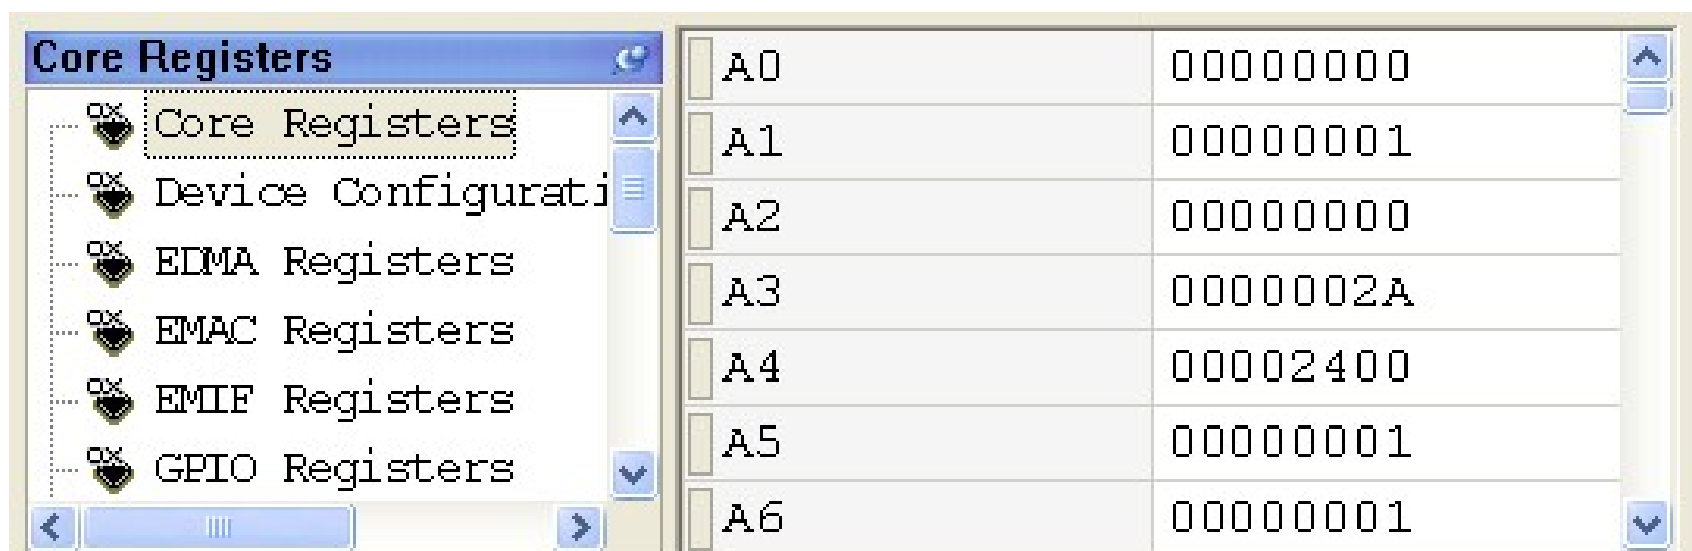 Core Registers
Core Registers
Device Configurati
EDMA Registers
EMAC Registers
EMIF Registers
GPIO Registers
A0 00000000
A1 00000001
A2 00000000
A3 0000002A
A4 00002400
A5 00000001
A6 00000001